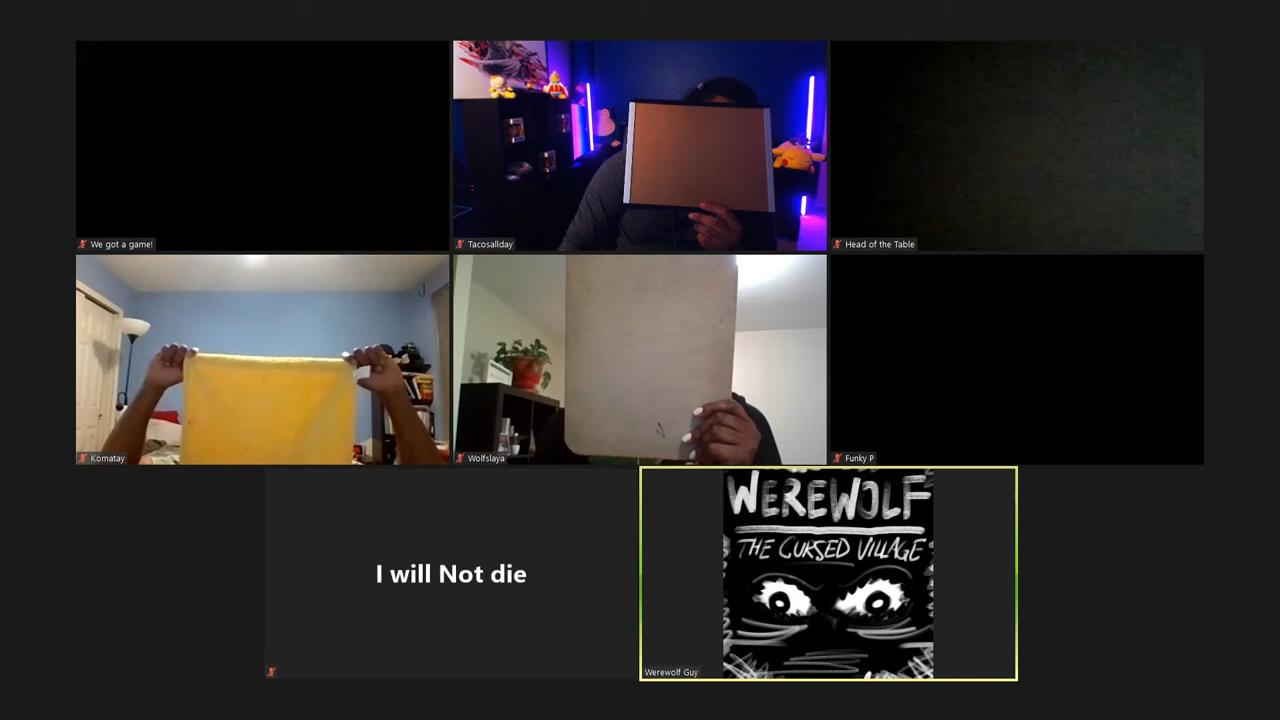 We got a game!
Tacosallday
Head of the Table
Komatay
Wolfslaya
Funky P
I will Not die
WEREWOLF
THE CURSED VILLAGE
Werewolf Guy